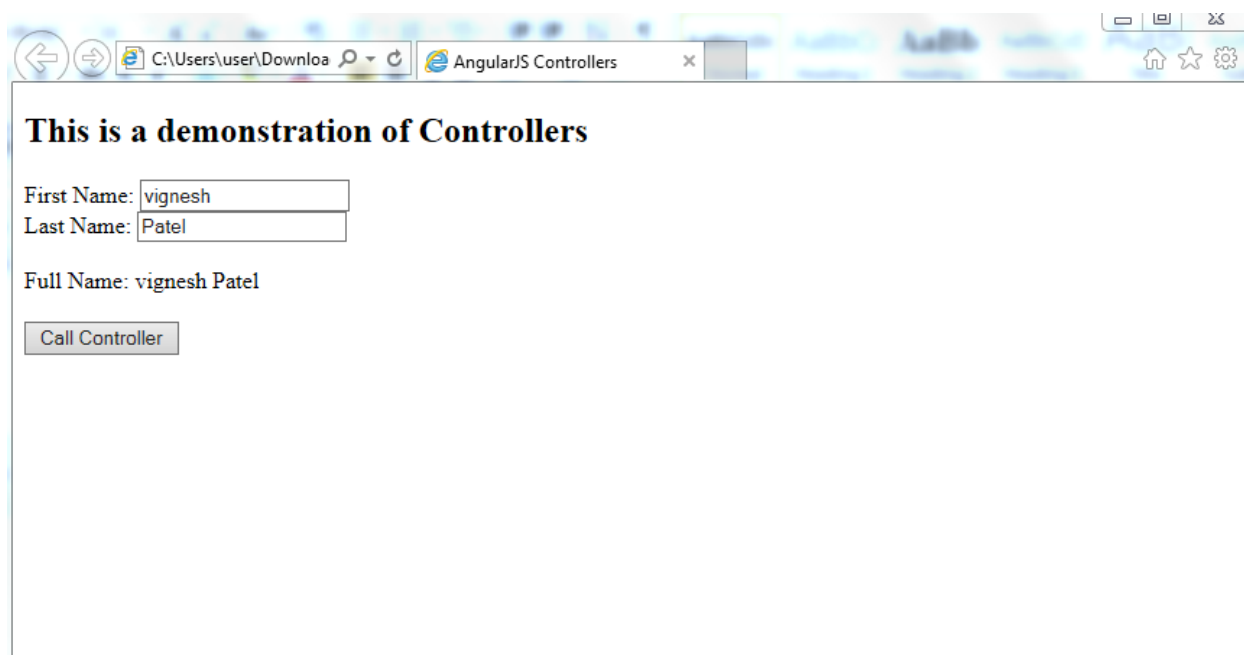 C:\Users\user\Downloa
AngularJS Controllers
This is a demonstration of Controllers
First Name: vignesh
Last Name: Patel
Full Name: vignesh Patel
Call Controller